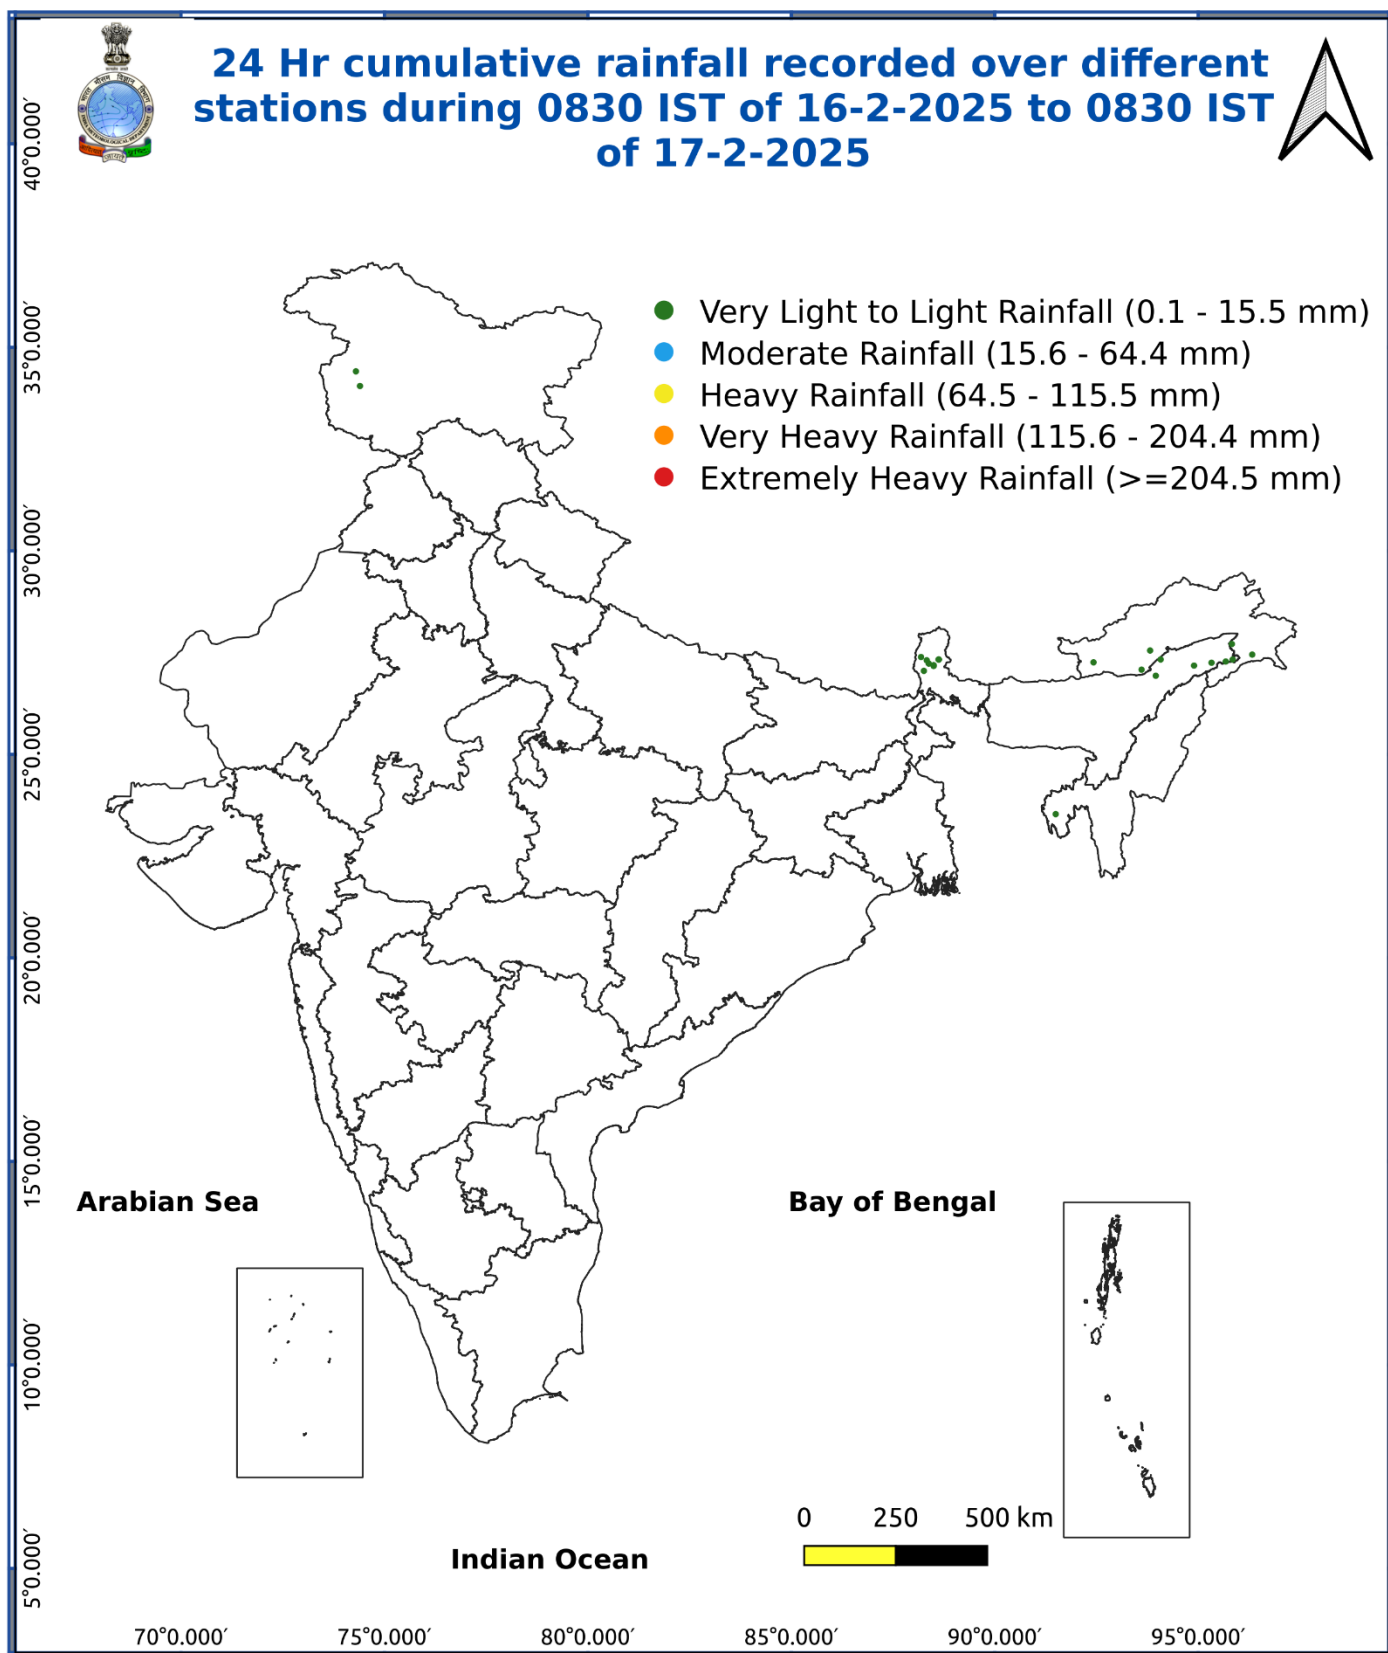 24 Hr cumulative rainfall recorded over different
stations during 0830 IST of 16-2-2025 to 0830 IST
of 17-2-2025
Very Light to Light Rainfall (0.1 - 15.5 mm)
Moderate Rainfall (15.6 - 64.4 mm)
Heavy Rainfall (64.5 - 115.5 mm)
Very Heavy Rainfall (115.6 - 204.4 mm)
Extremely Heavy Rainfall (>=204.5 mm)
40°0.000′
35°0.000′
30°0.000′
25°0.000′
20°0.000′
15°0.000′
10°0.000′
5°0.000′
Arabian Sea
Bay of Bengal
Indian Ocean
0 250 500 km
70°0.000′ 75°0.000′ 80°0.000′ 85°0.000′ 90°0.000′ 95°0.000′